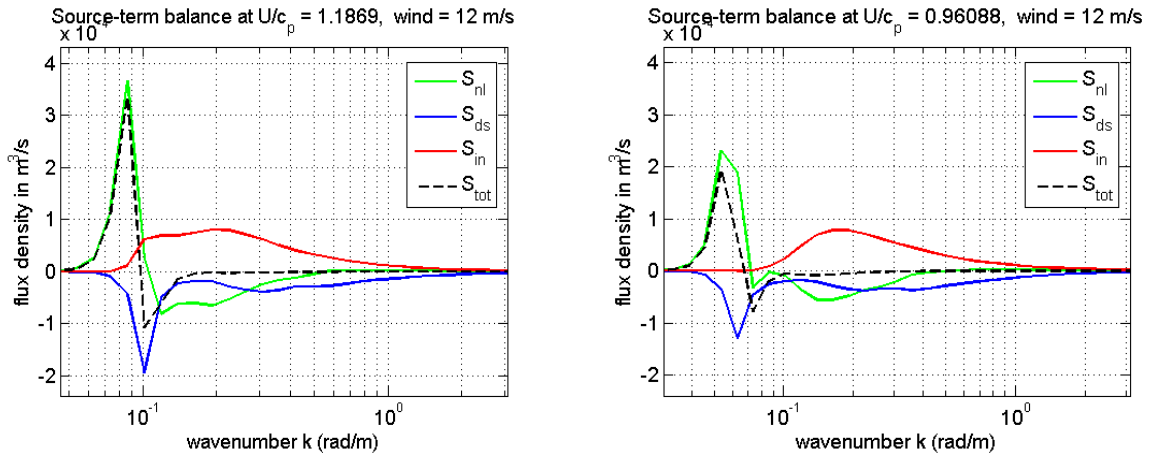 Source-term balance at U/c_p = 1.1869, wind = 12 m/s
x 10^-4
4
3
2
1
0
-1
-2
flux density in m^3/s
S_nl
S_ds
S_in
S_tot
10^-1
10^0
wavenumber k (rad/m)
Source-term balance at U/c_p = 0.96088, wind = 12 m/s
x 10^-4
4
3
2
1
0
-1
-2
flux density in m^3/s
S_nl
S_ds
S_in
S_tot
10^-1
10^0
wavenumber k (rad/m)